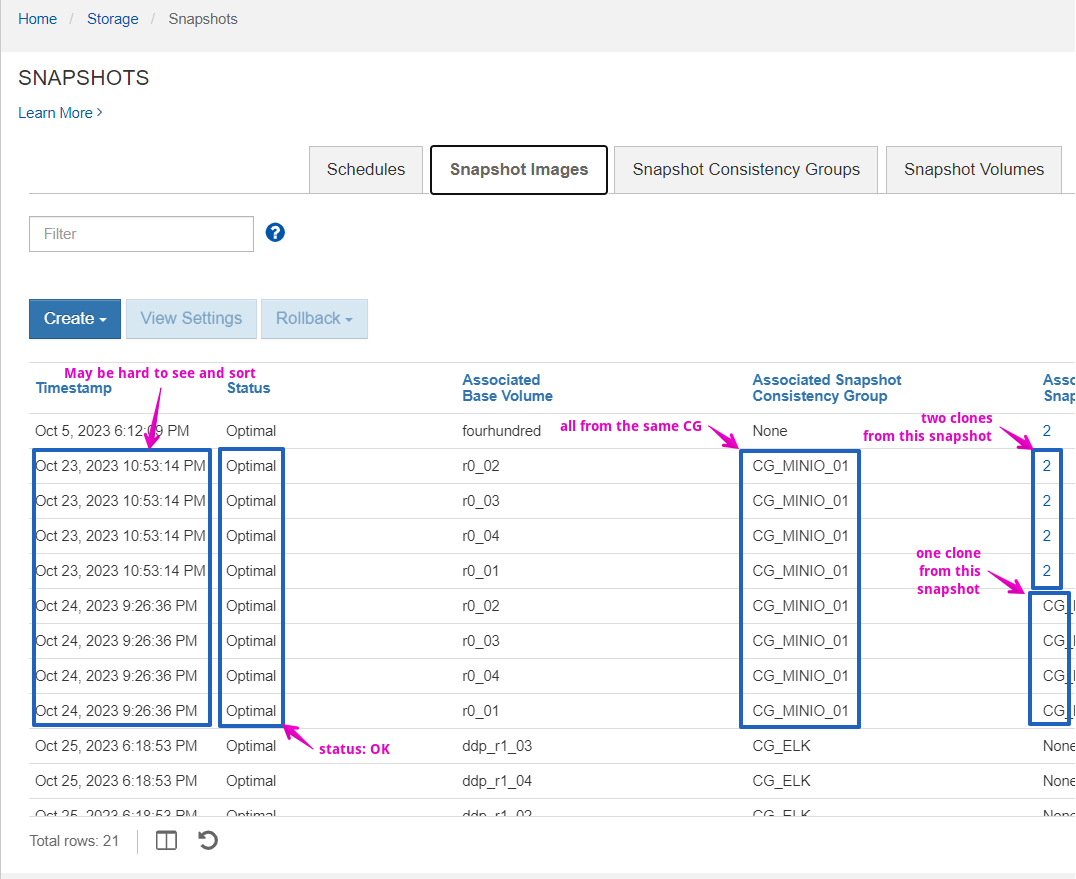 Home / Storage / Snapshots
SNAPSHOTS
Learn More >
Schedules Snapshot Images Snapshot Consistency Groups Snapshot Volumes
Filter ?
Create View Settings Rollback
May be hard to see and sort
Timestamp Status Associated Base Volume Associated Snapshot Consistency Group
all from the same CG
two clones from this snapshot
Oct 5, 2023 6:12:09 PM Optimal fourhundred None 2
Oct 23, 2023 10:53:14 PM Optimal r0_02 CG_MINIO_01 2
Oct 23, 2023 10:53:14 PM Optimal r0_03 CG_MINIO_01 2
Oct 23, 2023 10:53:14 PM Optimal r0_04 CG_MINIO_01 2
one clone from this snapshot
Oct 23, 2023 10:53:14 PM Optimal r0_01 CG_MINIO_01 2
Oct 24, 2023 9:26:36 PM Optimal r0_02 CG_MINIO_01 CG_
Oct 24, 2023 9:26:36 PM Optimal r0_03 CG_MINIO_01 CG_
Oct 24, 2023 9:26:36 PM Optimal r0_04 CG_MINIO_01 CG_
Oct 24, 2023 9:26:36 PM Optimal r0_01 CG_MINIO_01 CG_
status: OK
Oct 25, 2023 6:18:53 PM Optimal ddp_r1_03 CG_ELK None
Oct 25, 2023 6:18:53 PM Optimal ddp_r1_04 CG_ELK None
Oct 25, 2023 6:18:53 PM Optimal ddp_r1_02 CG_ELK None
Total rows: 21